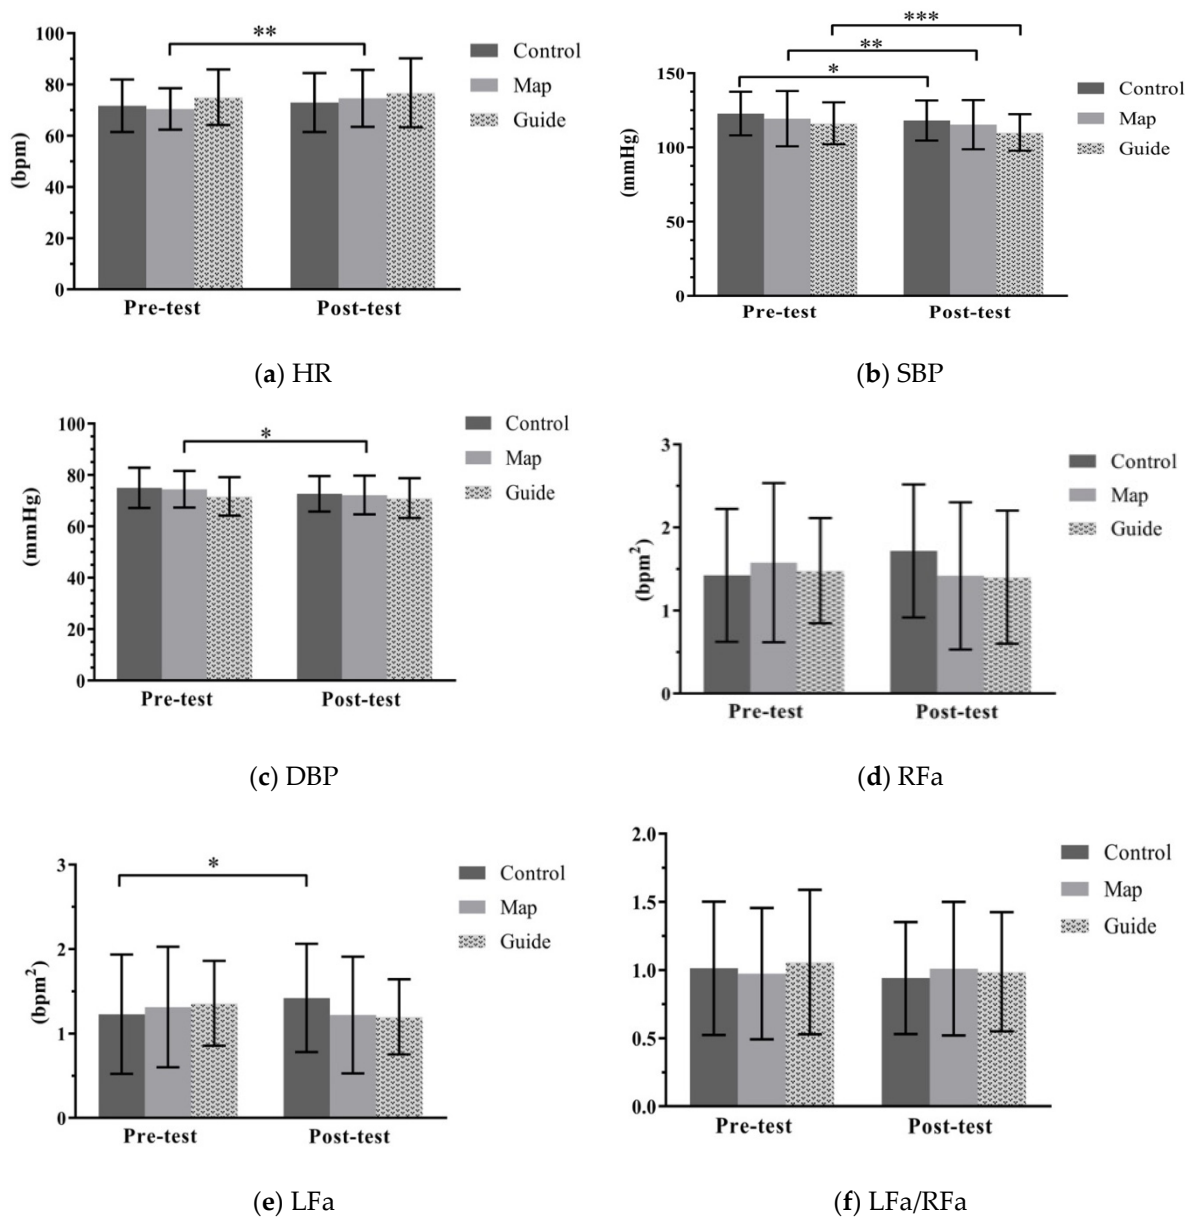 **
100
80
60
40
20
0
(bpm)
Pre-test
Post-test
Control
Map
Guide
(a) HR
***
**
*
150
100
50
0
(mmHg)
Pre-test
Post-test
Control
Map
Guide
(b) SBP
*
100
80
60
40
20
0
(mmHg)
Pre-test
Post-test
Control
Map
Guide
(c) DBP
3
2
1
0
(bpm²)
Pre-test
Post-test
Control
Map
Guide
(d) RFa
*
3
2
1
0
(bpm²)
Pre-test
Post-test
Control
Map
Guide
(e) LFa
2.0
1.5
1.0
0.5
0.0
Pre-test
Post-test
Control
Map
Guide
(f) LFa/RFa